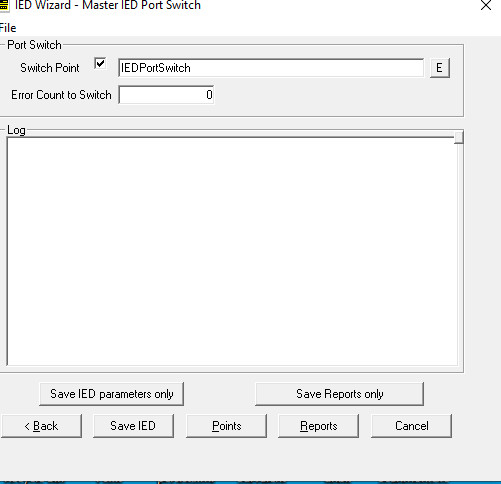 IED Wizard - Master IED Port Switch
File
Port Switch
Switch Point IEDPortSwitch E
Error Count to Switch 0
Log
Save IED parameters only Save Reports only
< Back Save IED Points Reports Cancel